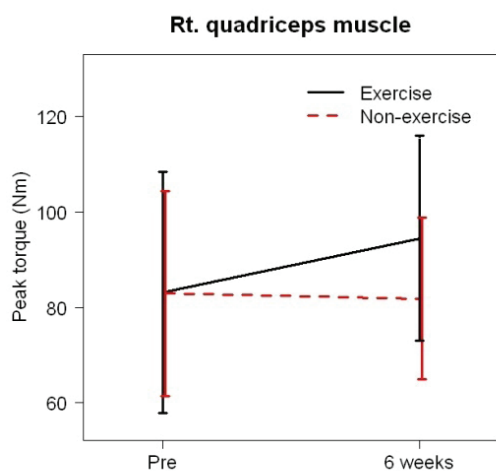 Rt. quadriceps muscle
Exercise
Non-exercise
Peak torque (Nm)
120
100
80
60
Pre
6 weeks